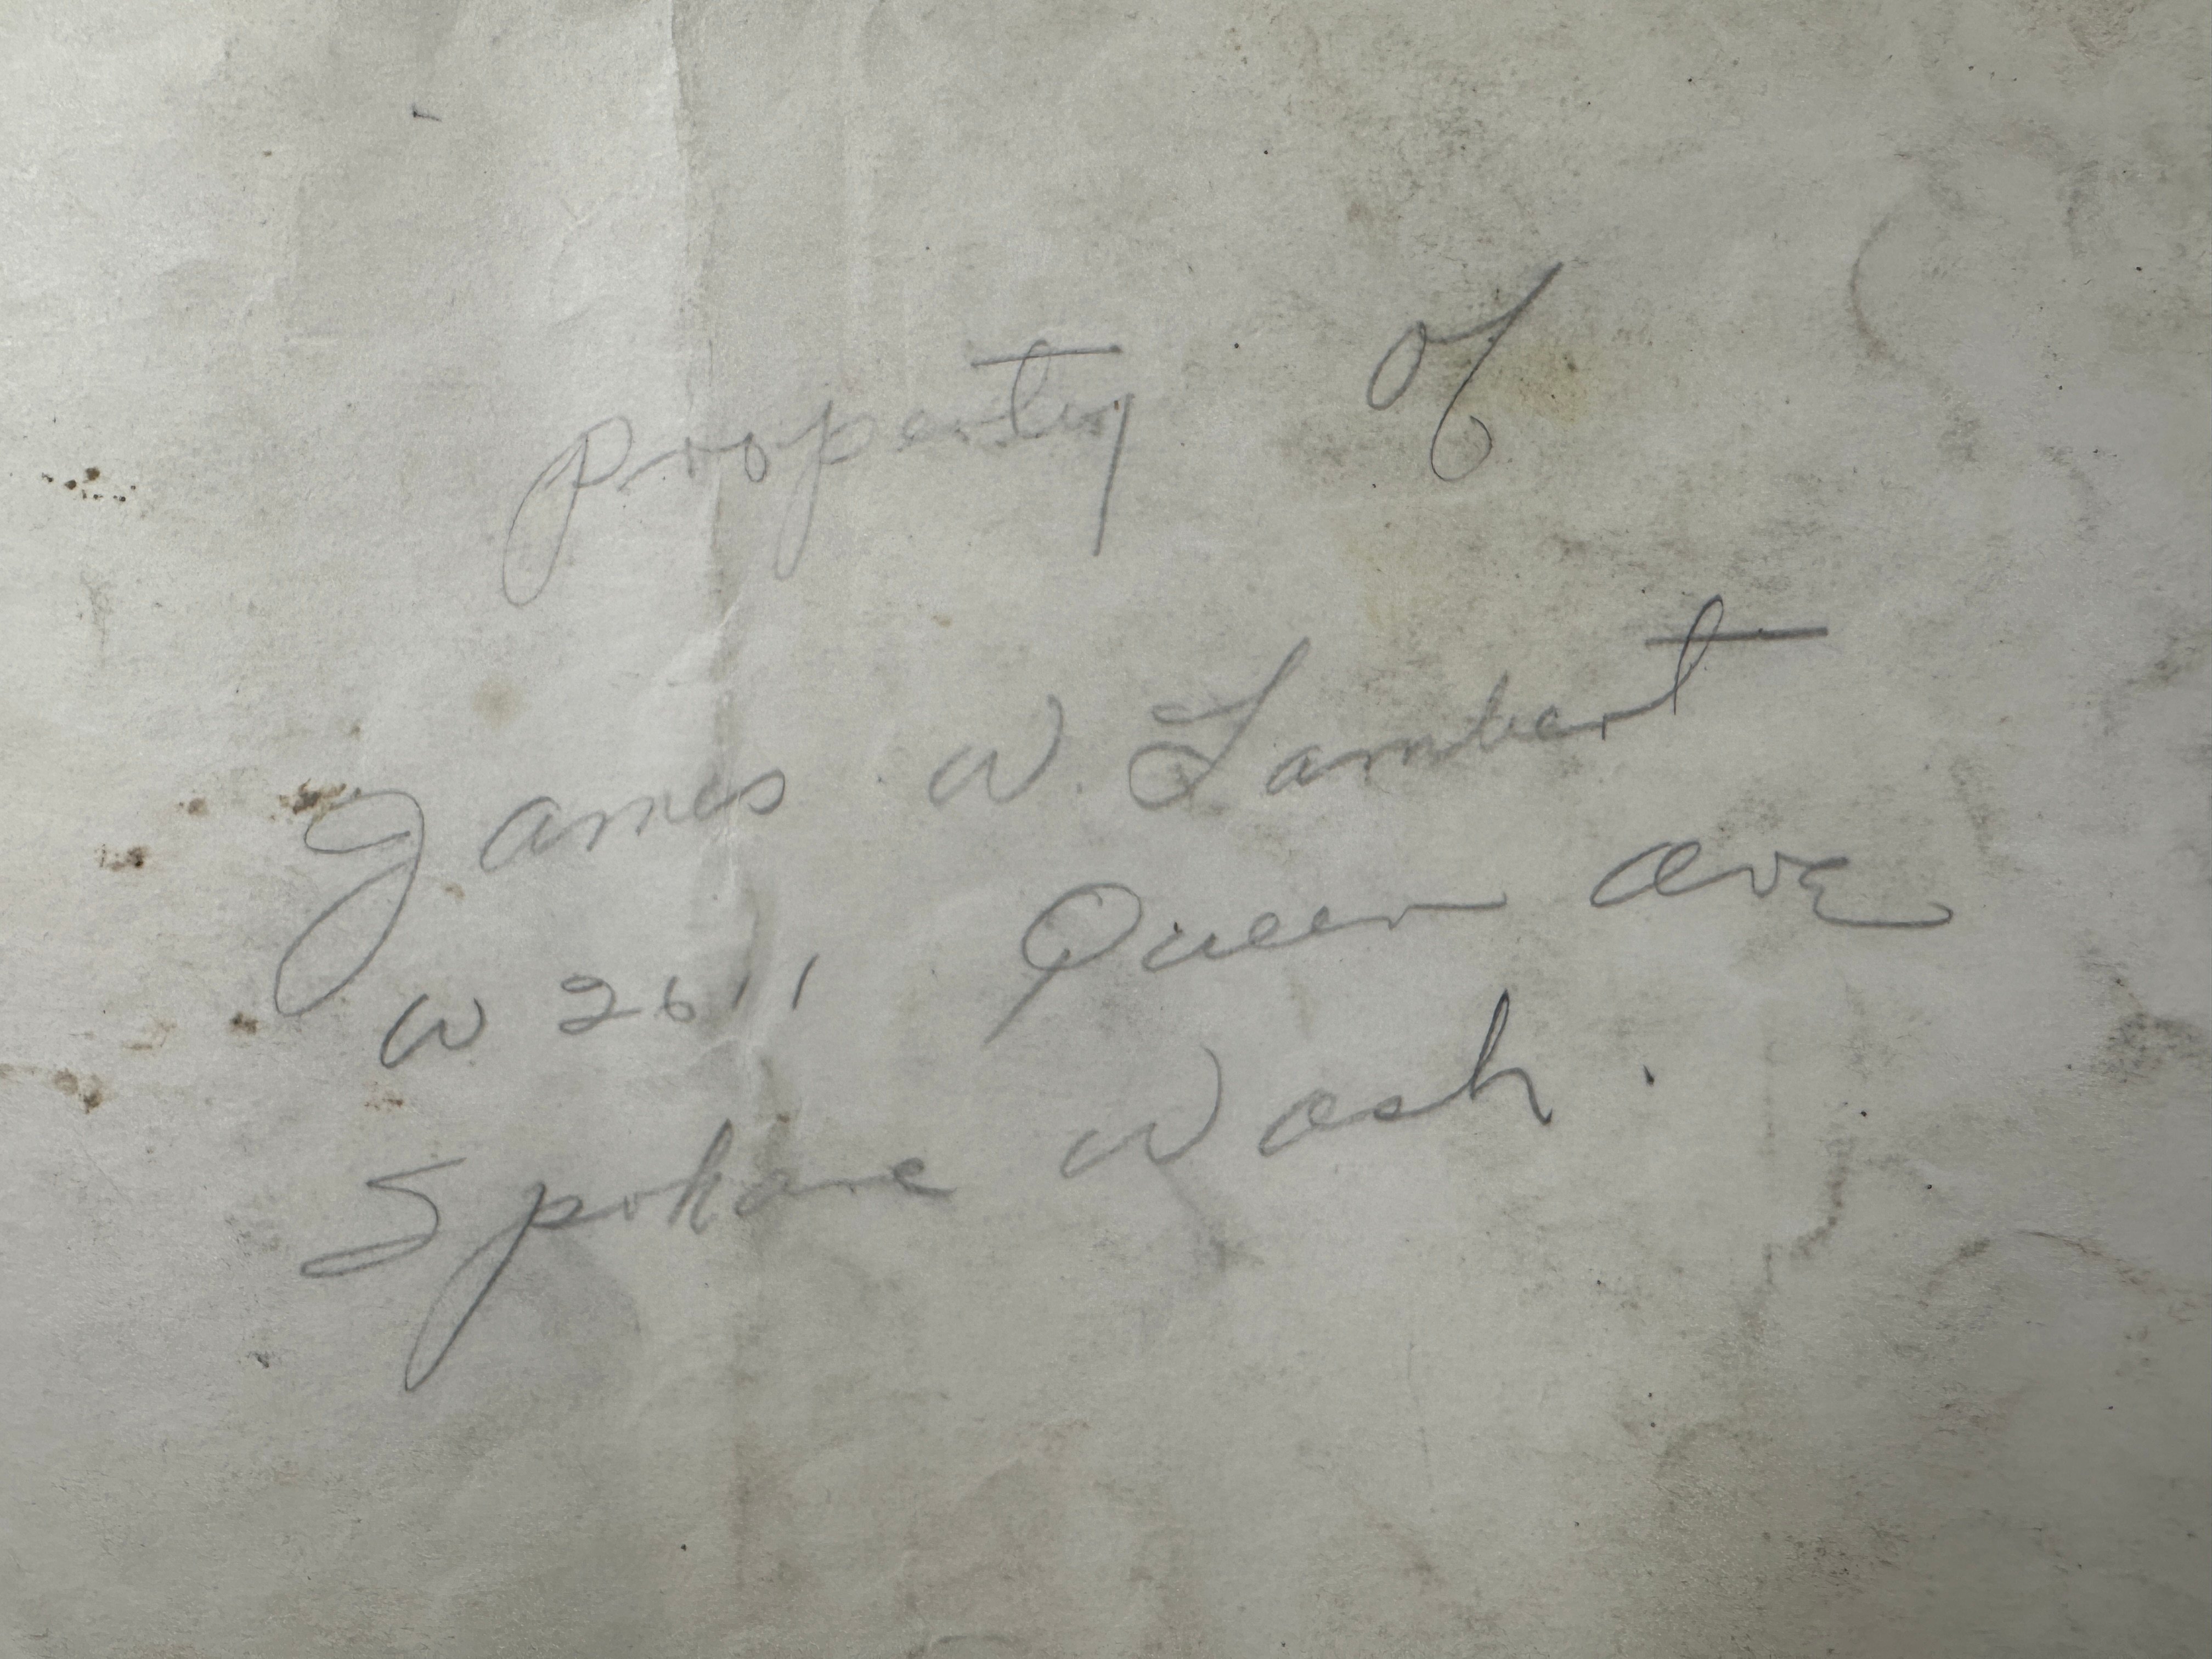 Property of
James W. Lambert
W 2611 Queen Ave
Spokane Wash.